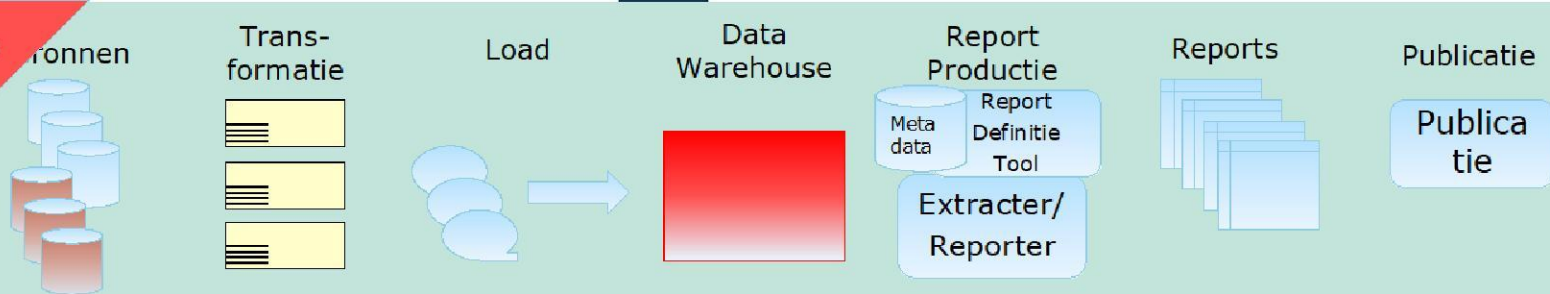 ronnen
Trans-
formatie
Load
Data
Warehouse
Report
Productie
Reports
Publicatie
Meta
data
Report
Definitie
Tool
Extracter/
Reporter
Publica
tie